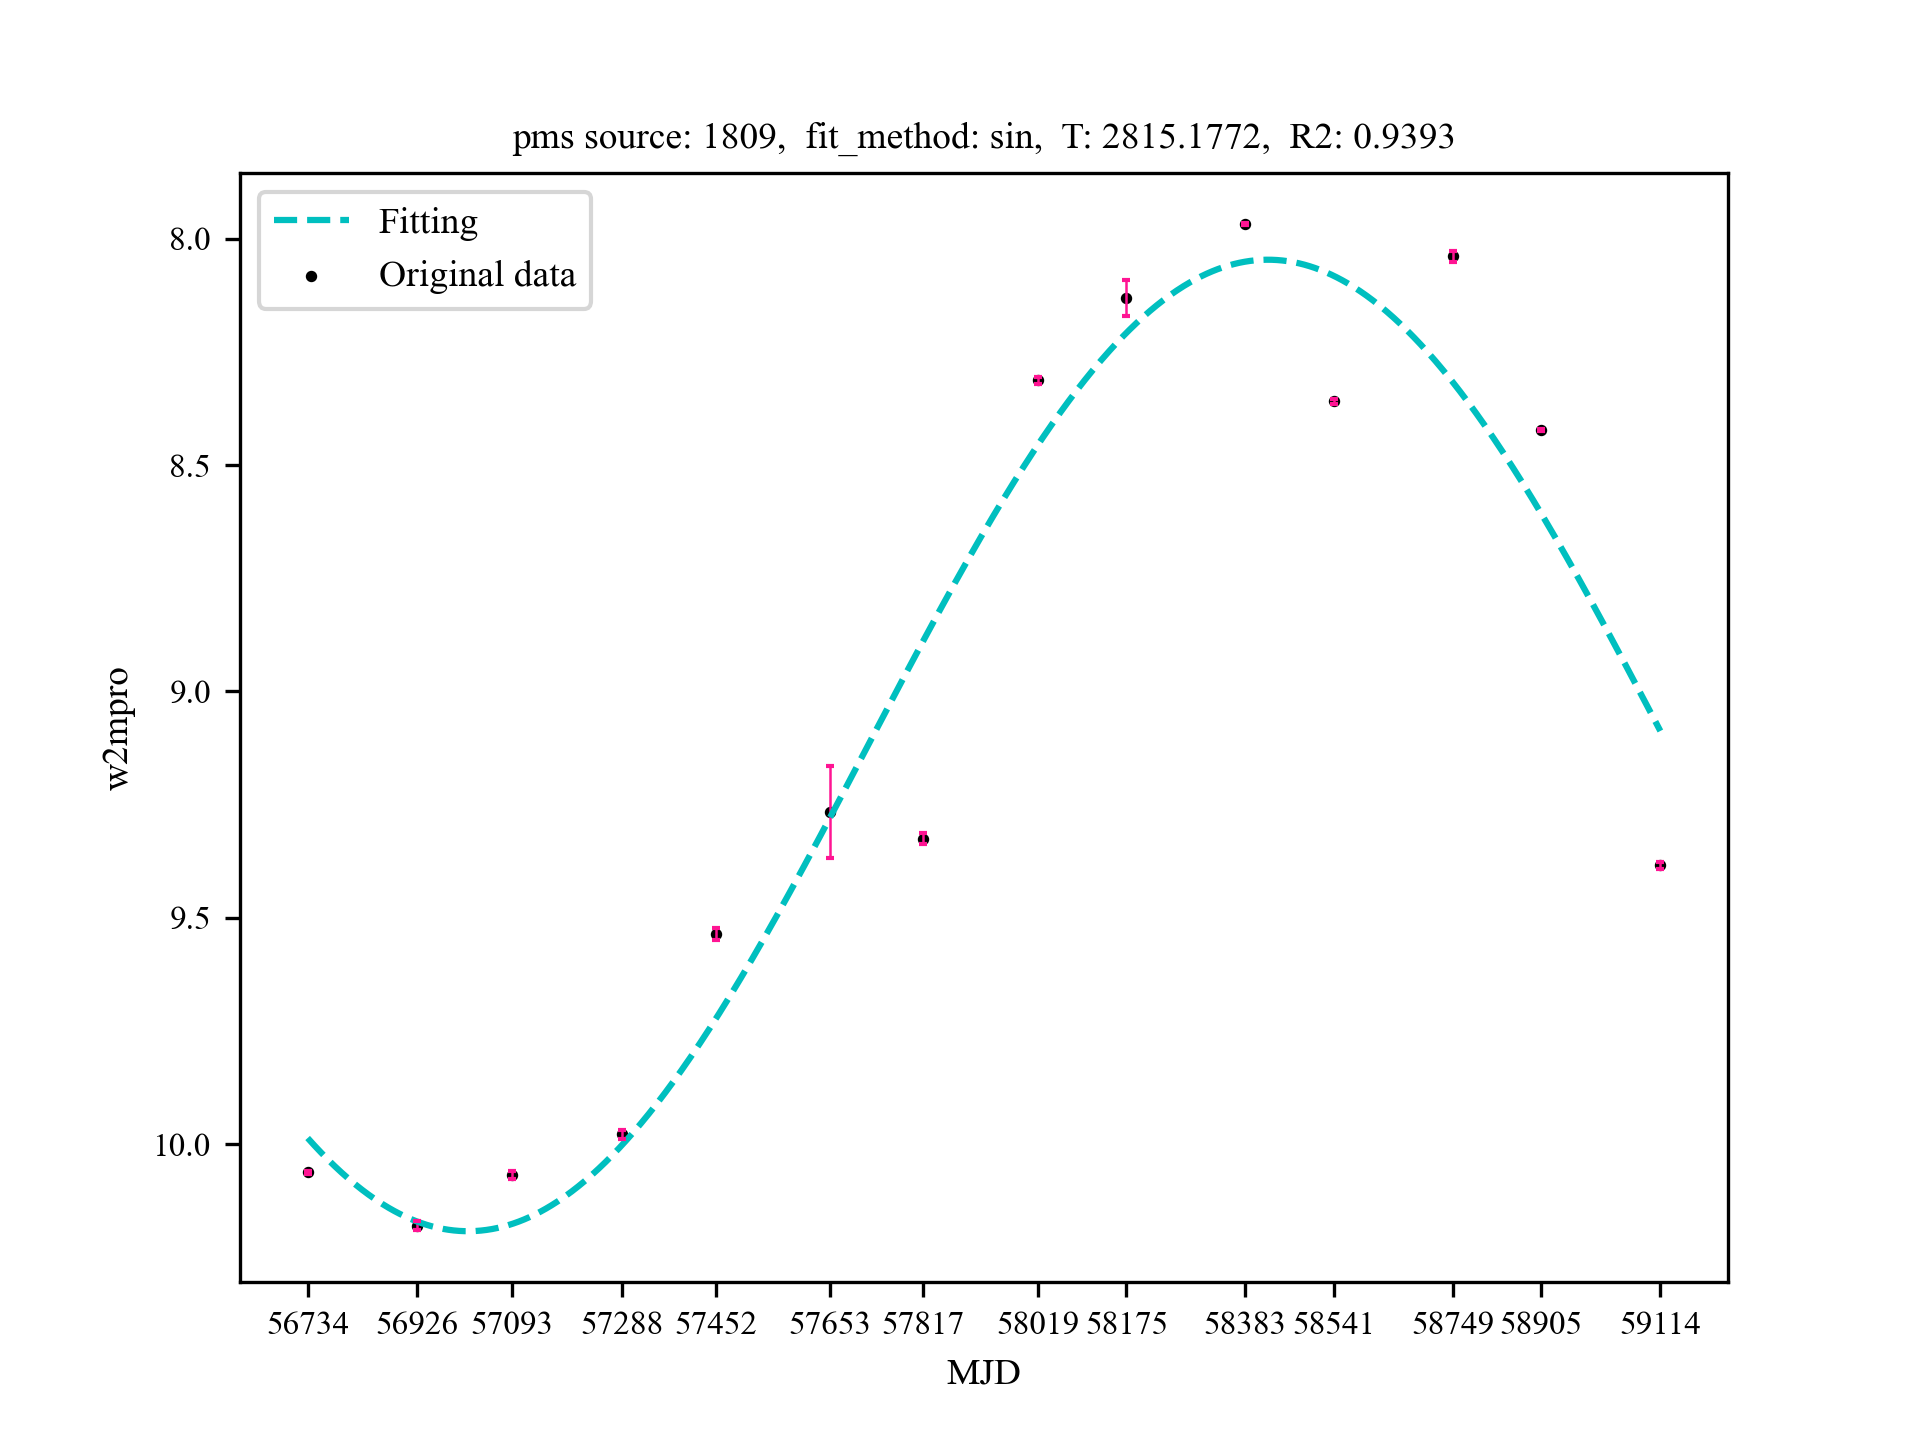 pms source: 1809,  fit_method: sin,  T: 2815.1772,  R2: 0.9393
Fitting
Original data
8.0
8.5
9.0
9.5
10.0
w2mpro
56734 56926 57093 57288 57452 57653 57817 58019 58175 58383 58541 58749 58905 59114
MJD